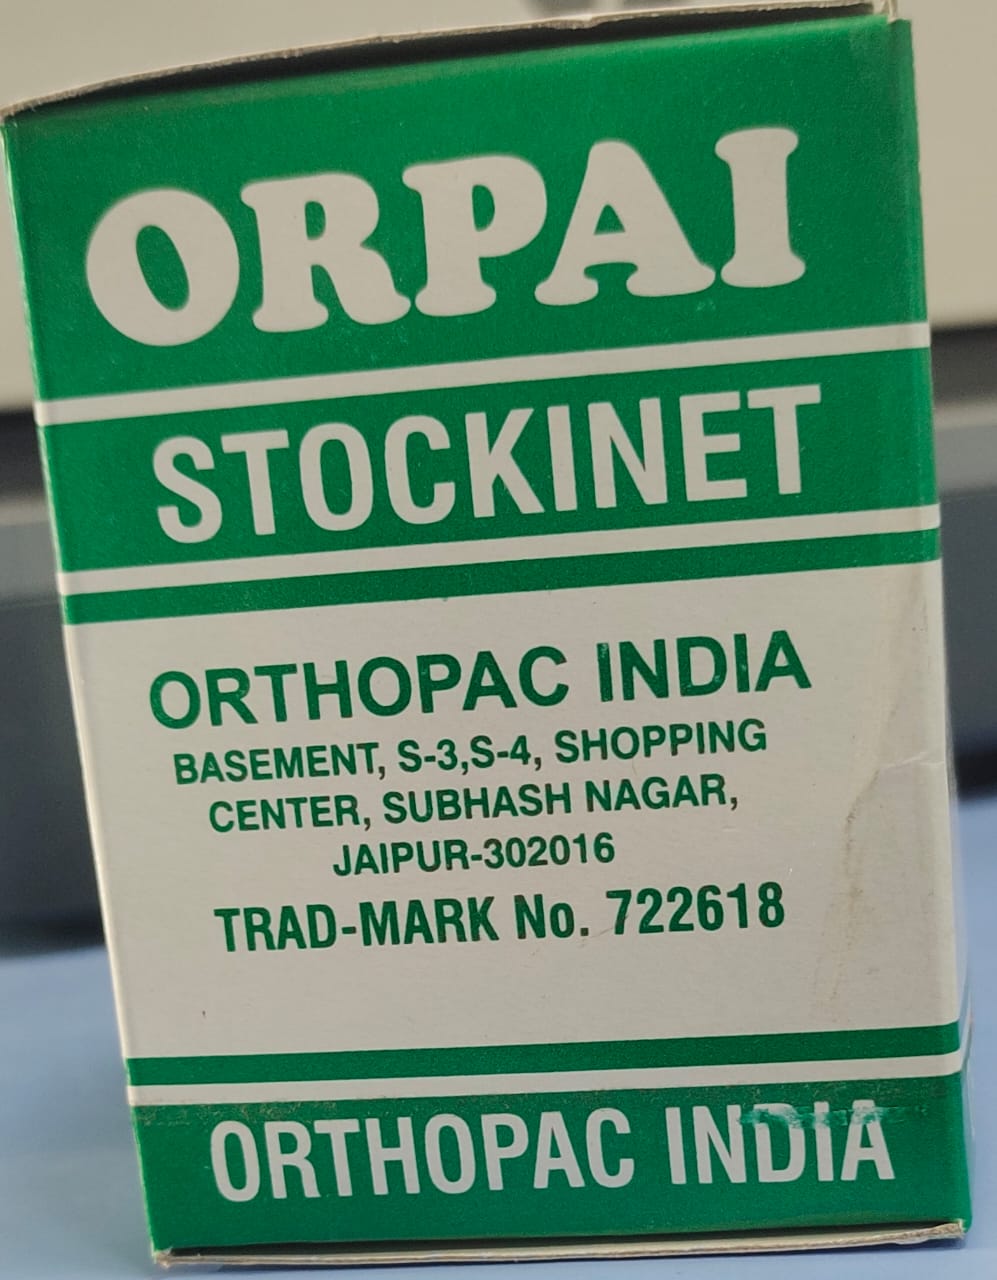 ORPAI
STOCKINET
ORTHOPAC INDIA
BASEMENT, S-3,S-4, SHOPPING
CENTER, SUBHASH NAGAR,
JAIPUR-302016
TRAD-MARK No. 722618
ORTHOPAC INDIA